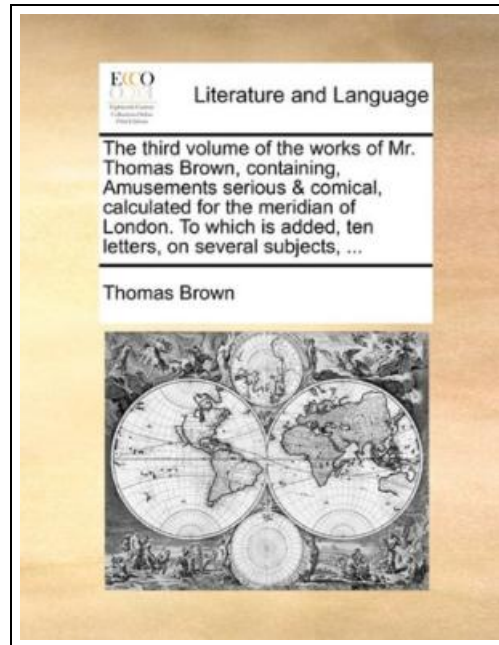 ECCO
Literature and Language
The third volume of the works of Mr.
Thomas Brown, containing,
Amusements serious & comical,
calculated for the meridian of
London. To which is added, ten
letters, on several subjects, ...
Thomas Brown